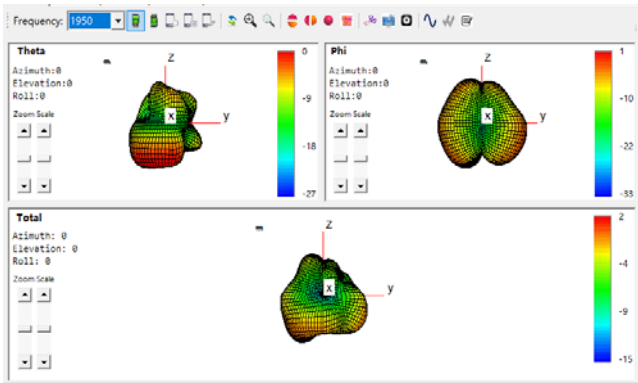 Frequency: 1950
Theta
Azimuth:0
Elevation:0
Roll:0
Zoom Scale
z
x
y
0
-9
-18
-27
Phi
Azimuth:0
Elevation:0
Roll:0
Zoom Scale
z
x
y
1
-10
-22
-33
Total
Azimuth: 0
Elevation: 0
Roll: 0
Zoom Scale
z
x
y
2
-4
-9
-15